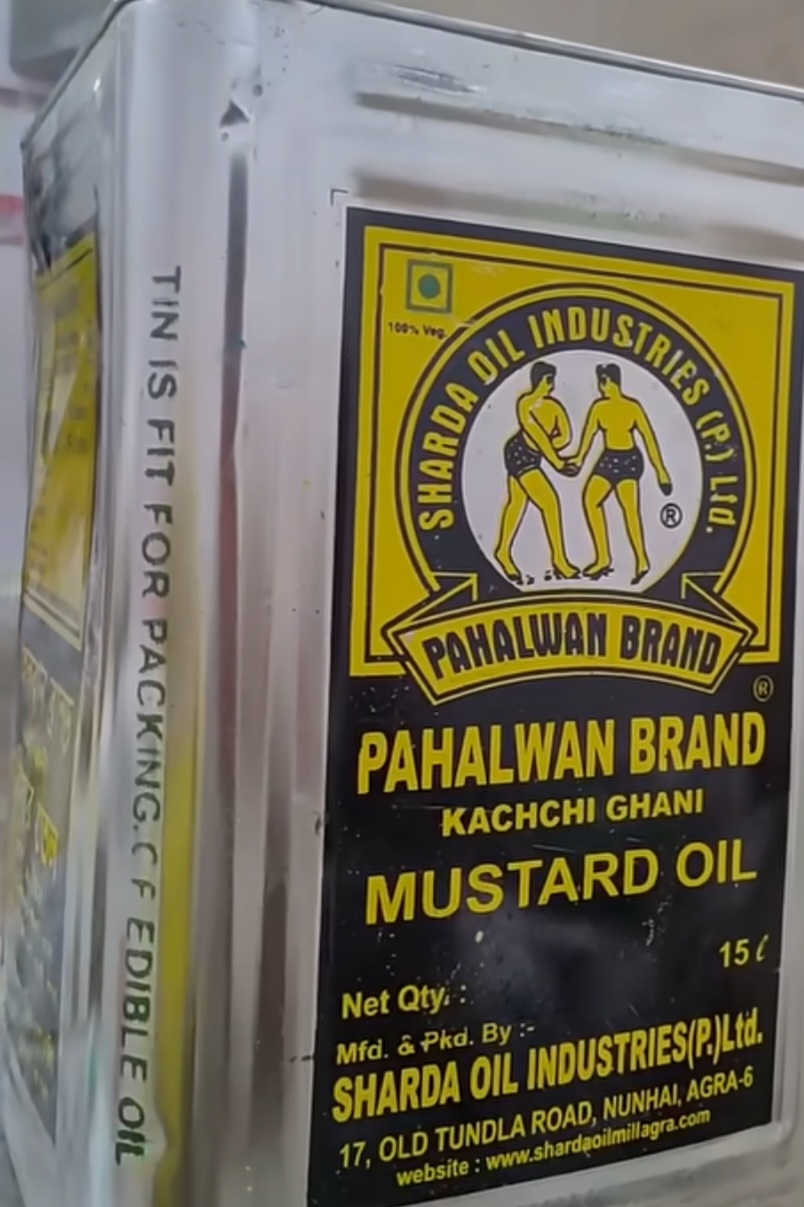 TIN IS FIT FOR PACKING.OF EDIBLE OIL
100% Veg.
SHARDA OIL INDUSTRIES (P.) Ltd.
®
PAHALWAN BRAND
®
PAHALWAN BRAND
KACHCHI GHANI
MUSTARD OIL
15 ℓ
Net Qty. :
Mfd. & Pkd. By :-
SHARDA OIL INDUSTRIES(P.)Ltd.
17, OLD TUNDLA ROAD, NUNHAI, AGRA-6
website : www.shardaoilmillagra.com